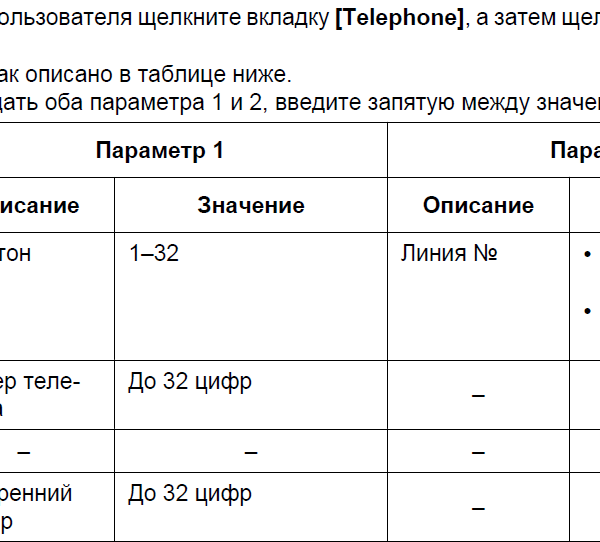 ользователя щелкните вкладку [Telephone], а затем щел
ак описано в таблице ниже.
дать оба параметра 1 и 2, введите запятую между значе
Параметр 1 Пара
исание Значение Описание
тон 1–32 Линия № •
•
ер теле- До 32 цифр –
а
– – –
ренний До 32 цифр –
р